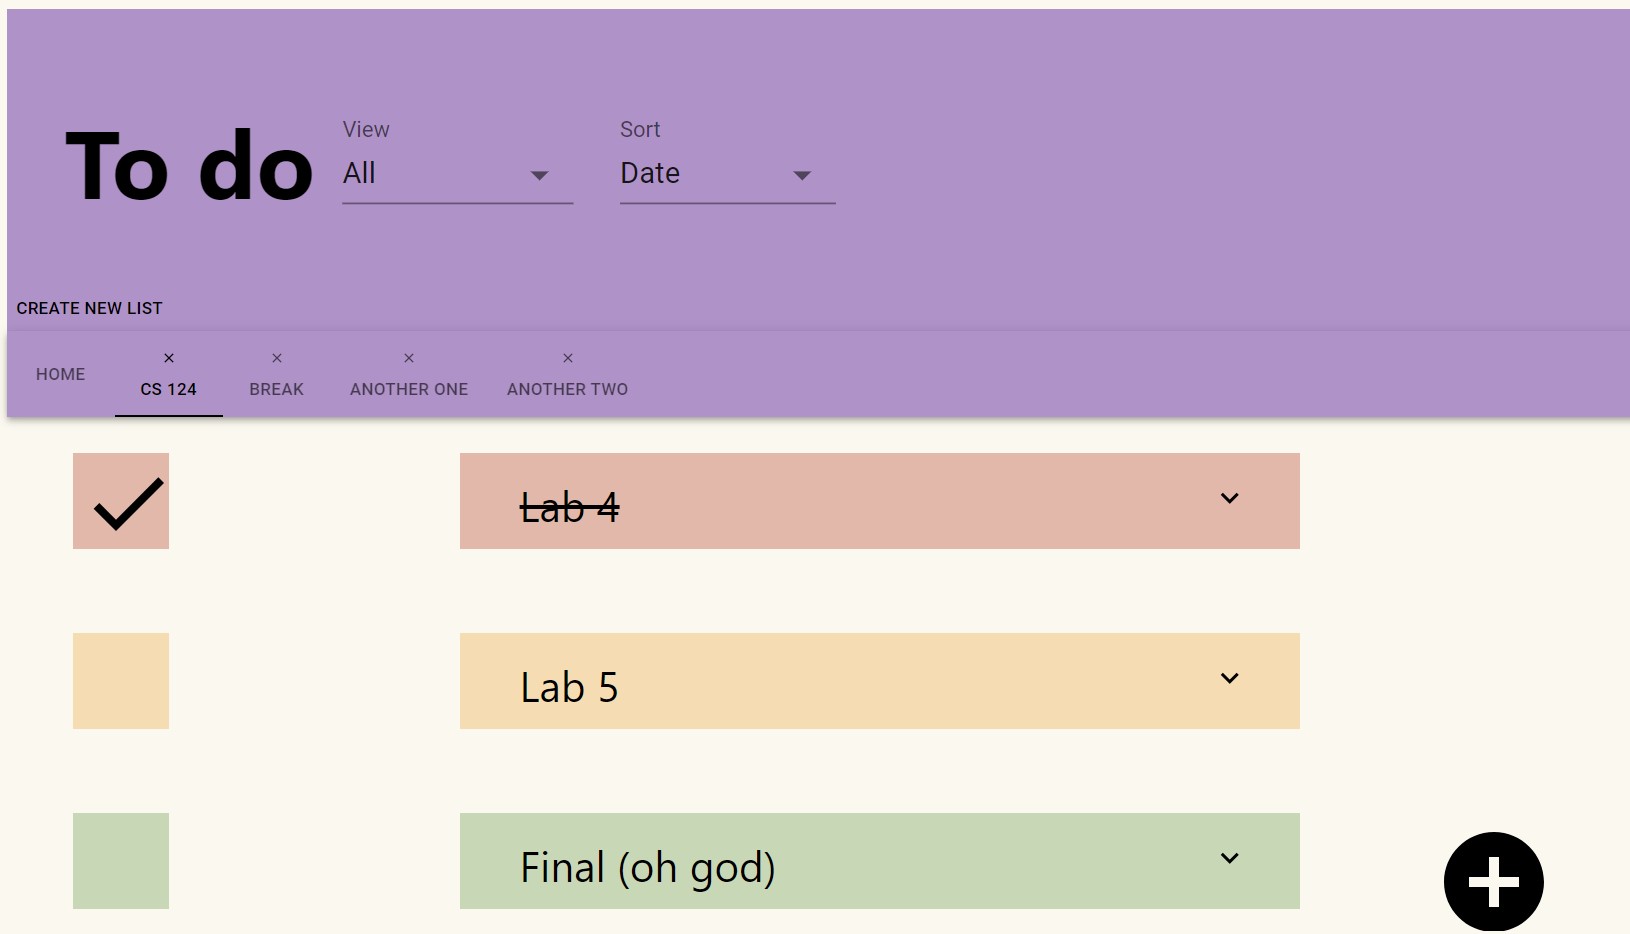 To do
View
All
Sort
Date
CREATE NEW LIST
HOME
CS 124
BREAK
ANOTHER ONE
ANOTHER TWO
Lab 4
Lab 5
Final (oh god)